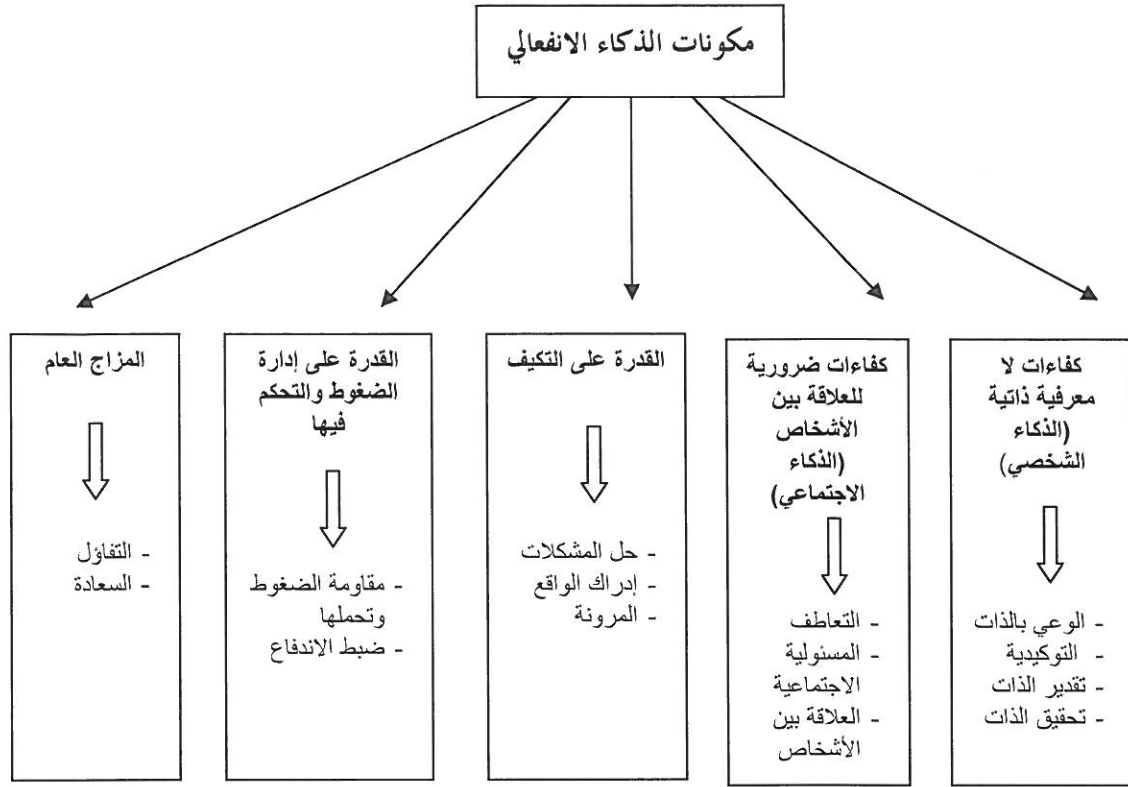 مكونات الذكاء الانفعالي
كفاءات لا
معرفية ذاتية
(الذكاء
الشخصي)
- الوعي بالذات
- التوكيدية
- تقدير الذات
- تحقيق الذات
كفاءات ضرورية
للعلاقة بين
الأشخاص
(الذكاء
الاجتماعي)
- التعاطف
- المسئولية
الاجتماعية
- العلاقة بين
الأشخاص
القدرة على التكيف
- حل المشكلات
- إدراك الواقع
- المرونة
القدرة على إدارة
الضغوط والتحكم
فيها
- مقاومة الضغوط
وتحملها
- ضبط الاندفاع
المزاج العام
- التفاؤل
- السعادة